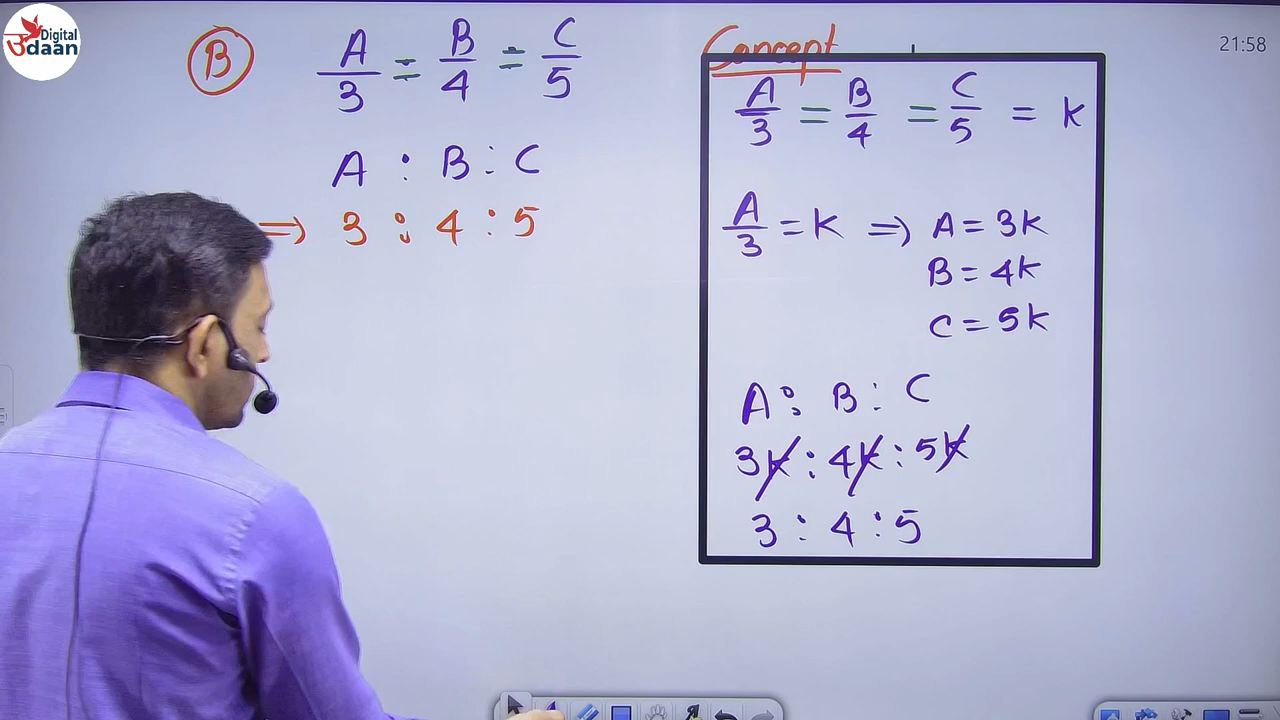 Digital
उdaan
21:58
B
A/3 = B/4 = C/5
A : B : C
⇒ 3 : 4 : 5
Concept
A/3 = B/4 = C/5 = k
A/3 = k ⇒ A = 3k
B = 4k
C = 5k
A : B : C
3k : 4k : 5k
3 : 4 : 5